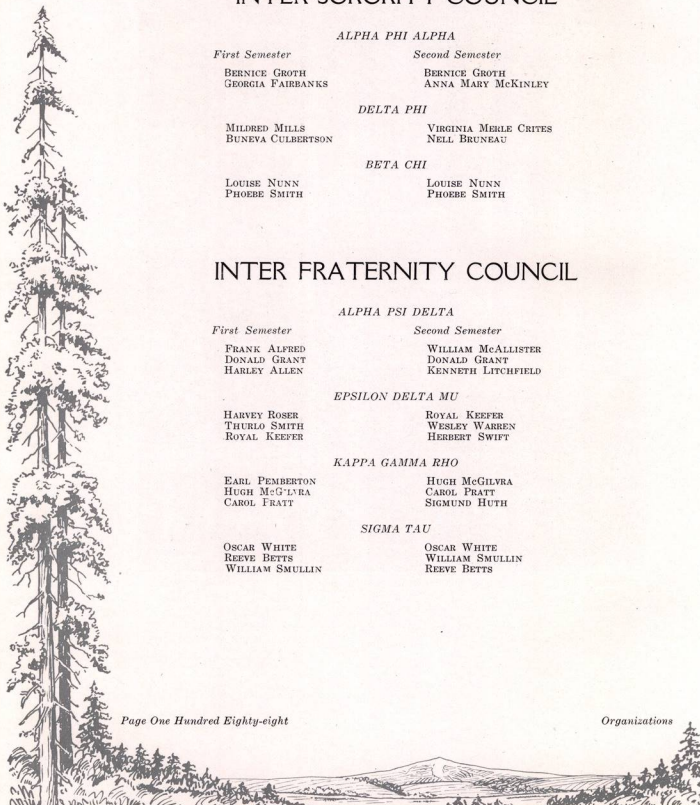 INTER SORORITY COUNCIL
ALPHA PHI ALPHA
First Semester Second Semester
BERNICE GROTH BERNICE GROTH
GEORGIA FAIRBANKS ANNA MARY McKINLEY
DELTA PHI
MILDRED MILLS VIRGINIA MERLE CRITES
BUNEVA CULBERTSON NELL BRUNEAU
BETA CHI
LOUISE NUNN LOUISE NUNN
PHOEBE SMITH PHOEBE SMITH
INTER FRATERNITY COUNCIL
ALPHA PSI DELTA
First Semester Second Semester
FRANK ALFRED WILLIAM McALLISTER
DONALD GRANT DONALD GRANT
HARLEY ALLEN KENNETH LITCHFIELD
EPSILON DELTA MU
HARVEY ROSER ROYAL KEEFER
THURLO SMITH WESLEY WARREN
ROYAL KEEFER HERBERT SWIFT
KAPPA GAMMA RHO
EARL PEMBERTON HUGH McGILVRA
HUGH McGILVRA CAROL PRATT
CAROL PRATT SIGMUND HUTH
SIGMA TAU
OSCAR WHITE OSCAR WHITE
REEVE BETTS WILLIAM SMULLIN
WILLIAM SMULLIN REEVE BETTS
Page One Hundred Eighty-eight Organizations